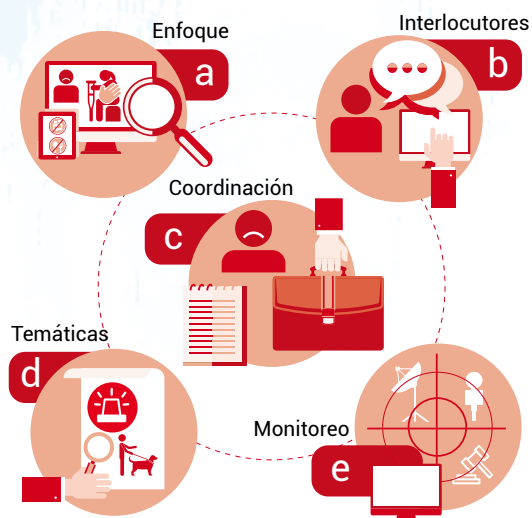 Enfoque
a
Interlocutores
b
Coordinación
c
Temáticas
d
Monitoreo
e